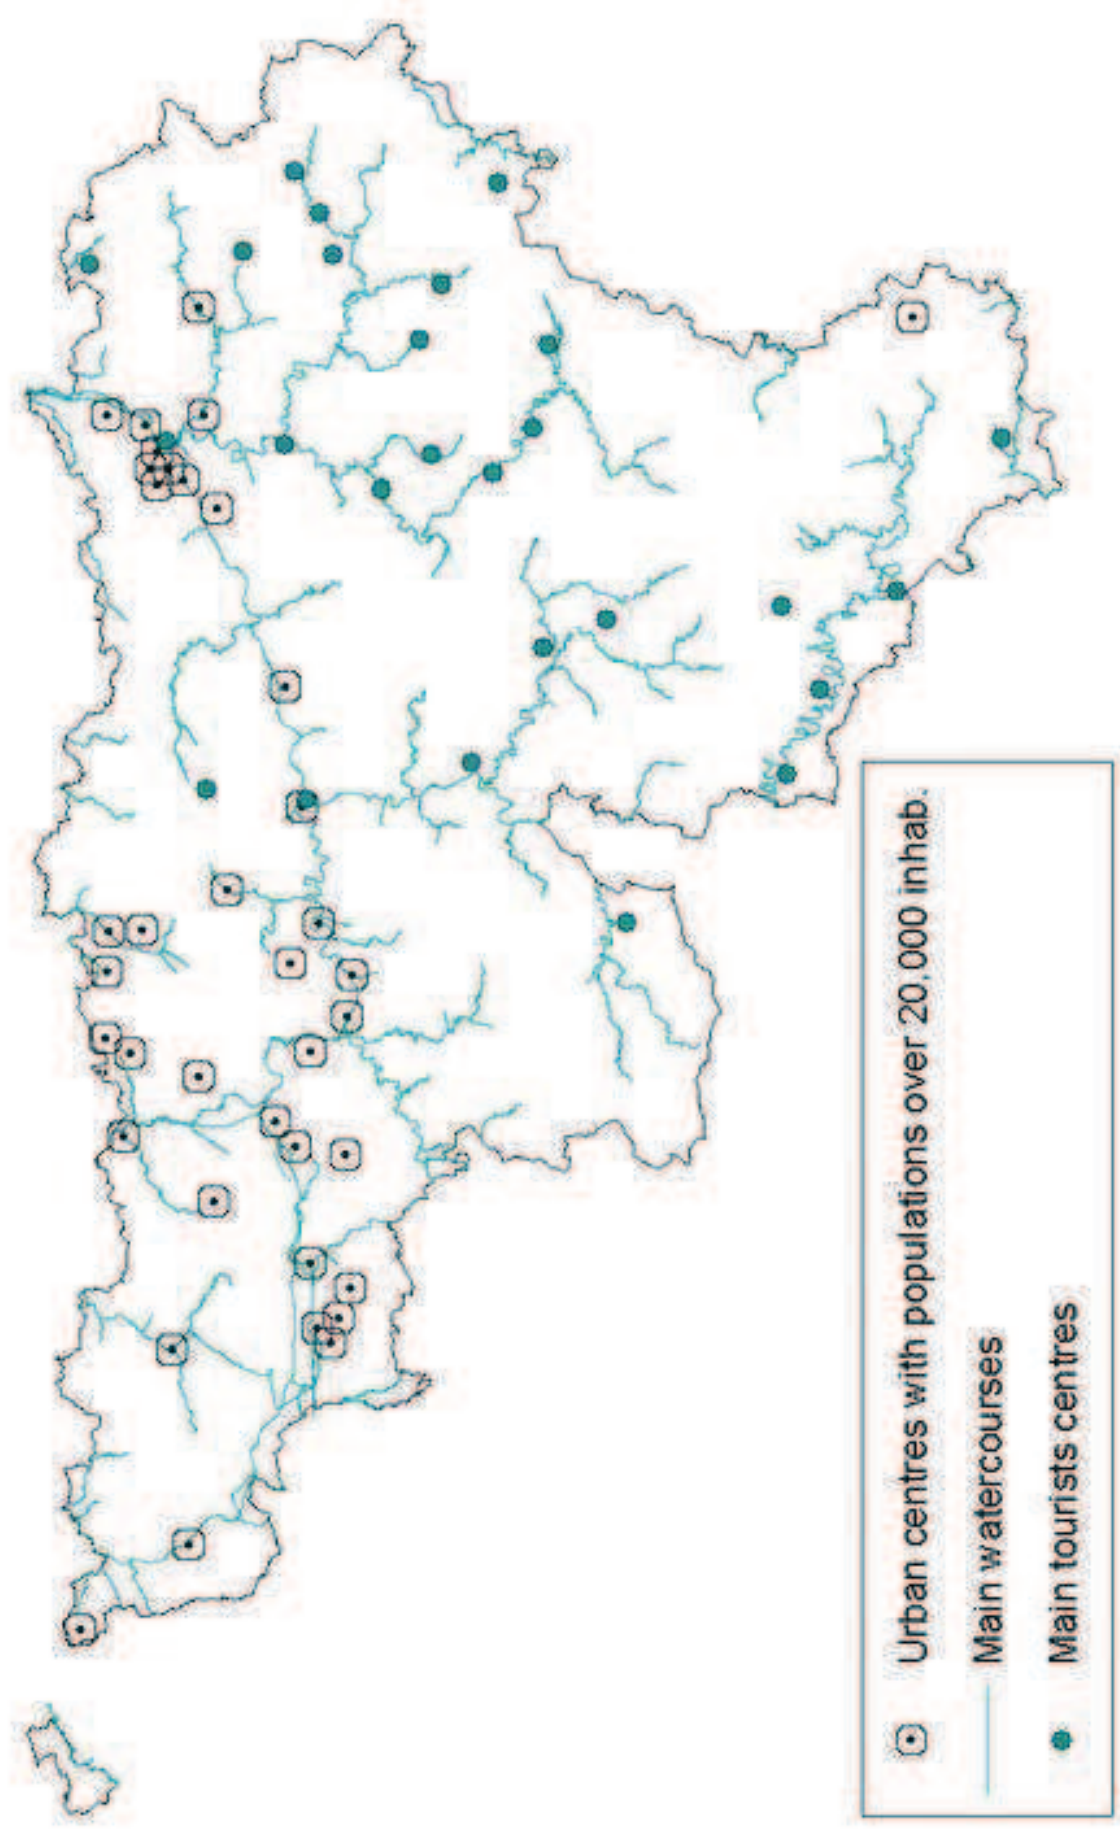 Urban centres with populations over 20,000 inhab.
Main watercourses
Main tourists centres